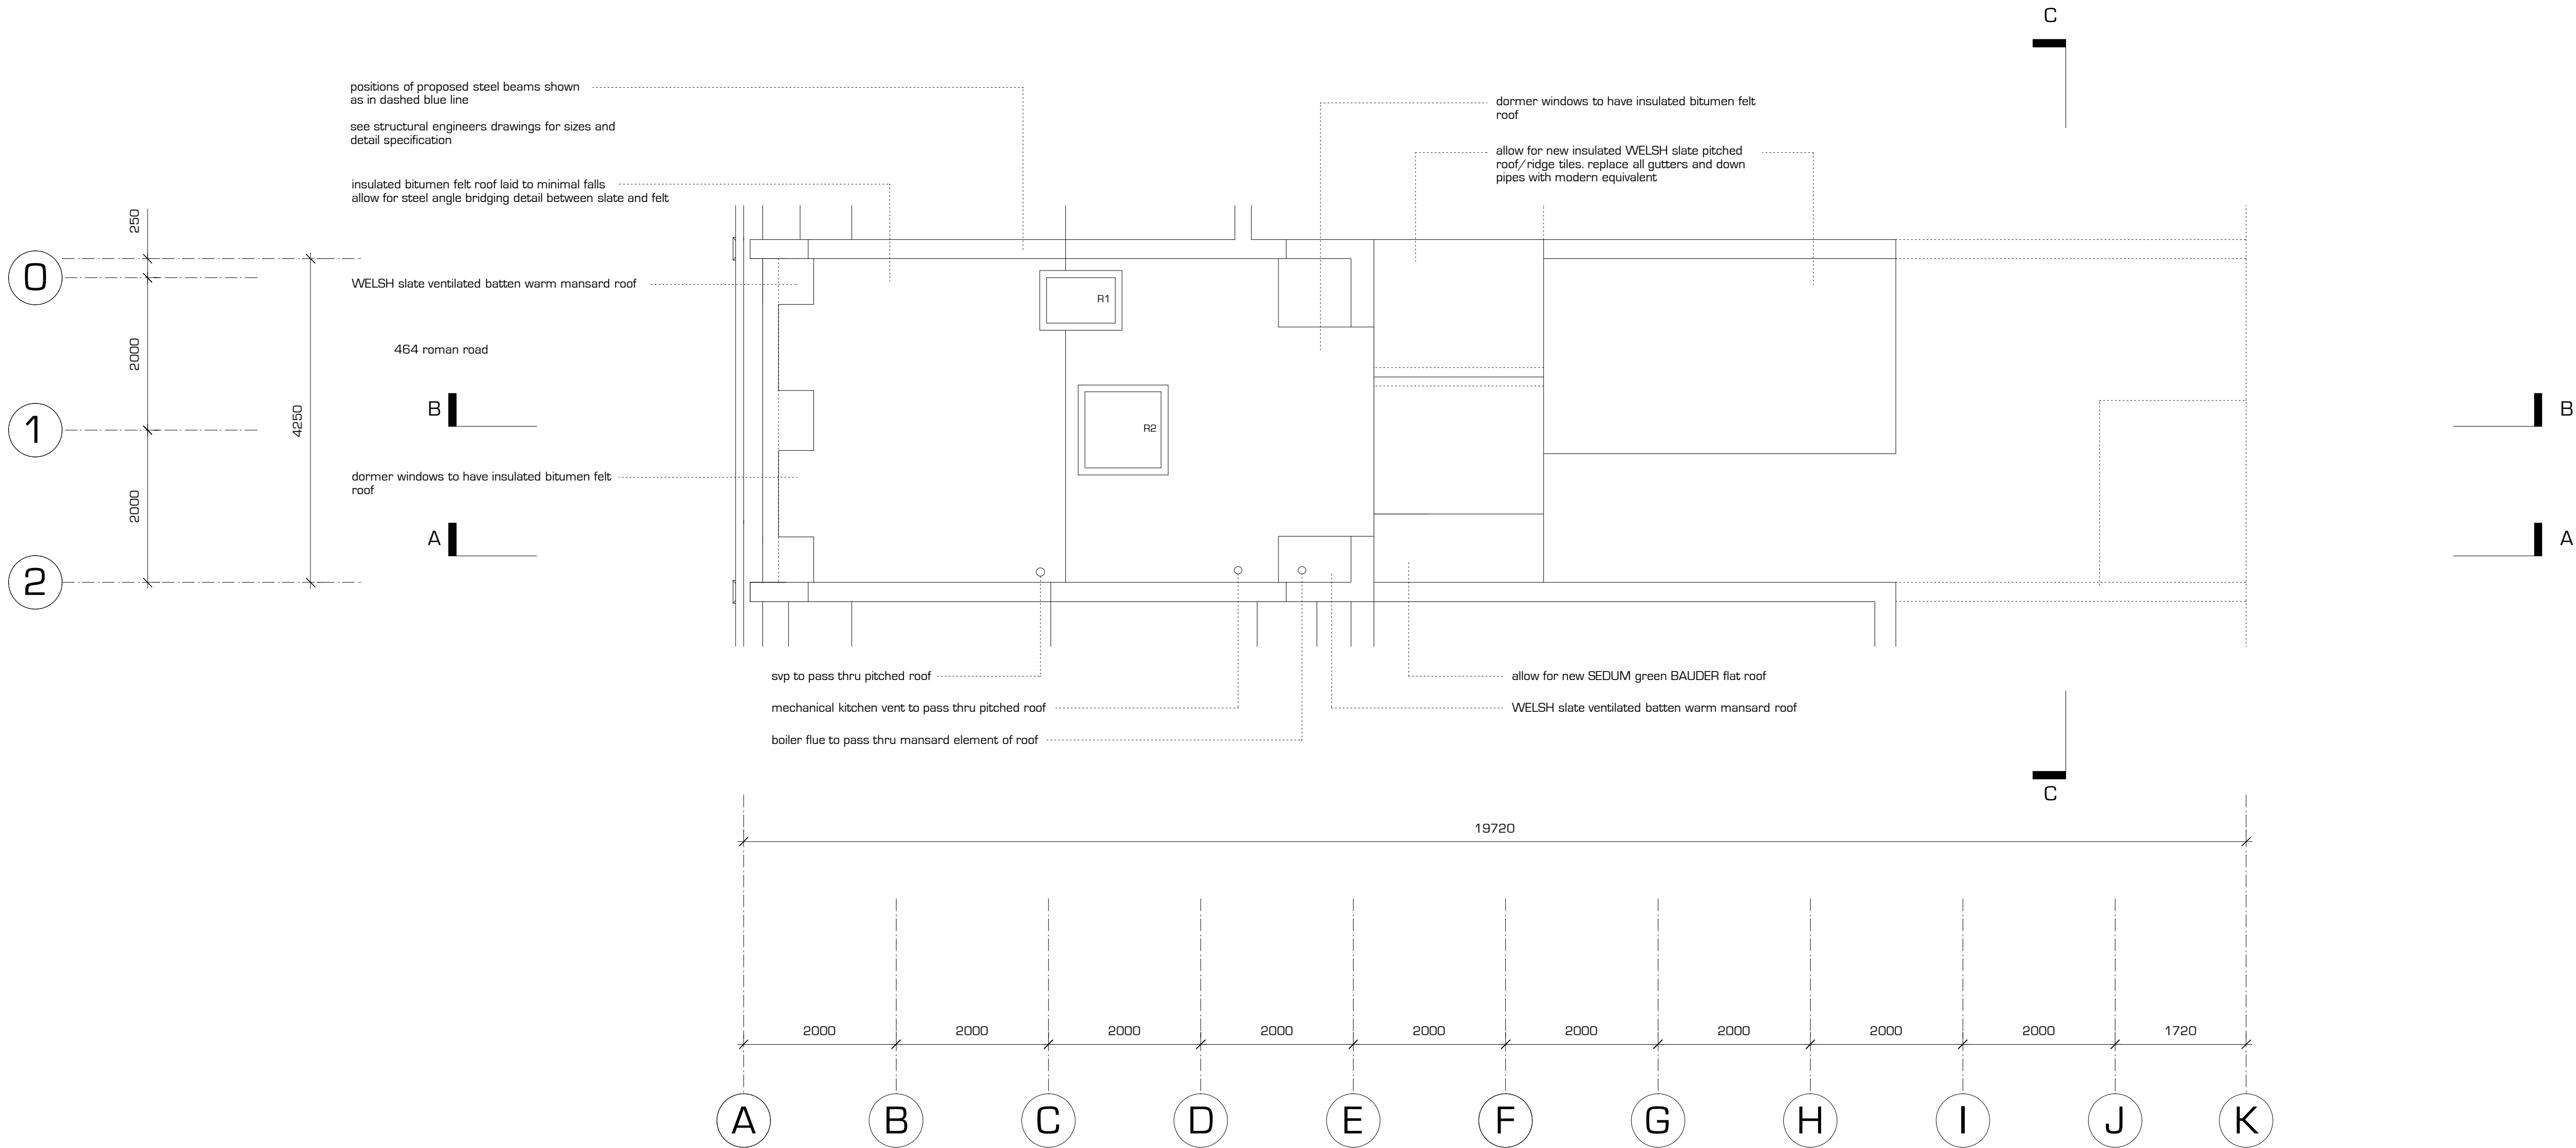 C
positions of proposed steel beams shown
as in dashed blue line
see structural engineers drawings for sizes and
detail specification
dormer windows to have insulated bitumen felt
roof
allow for new insulated WELSH slate pitched
roof/ridge tiles. replace all gutters and down
pipes with modern equivalent
insulated bitumen felt roof laid to minimal falls
allow for steel angle bridging detail between slate and felt
250
0
WELSH slate ventilated batten warm mansard roof
R1
2000
464 roman road
B
B
4250
1
R2
dormer windows to have insulated bitumen felt
roof
2000
A
A
2
svp to pass thru pitched roof
allow for new SEDUM green BAUDER flat roof
mechanical kitchen vent to pass thru pitched roof
WELSH slate ventilated batten warm mansard roof
boiler flue to pass thru mansard element of roof
C
19720
2000
2000
2000
2000
2000
2000
2000
2000
2000
1720
A
B
C
D
E
F
G
H
I
J
K